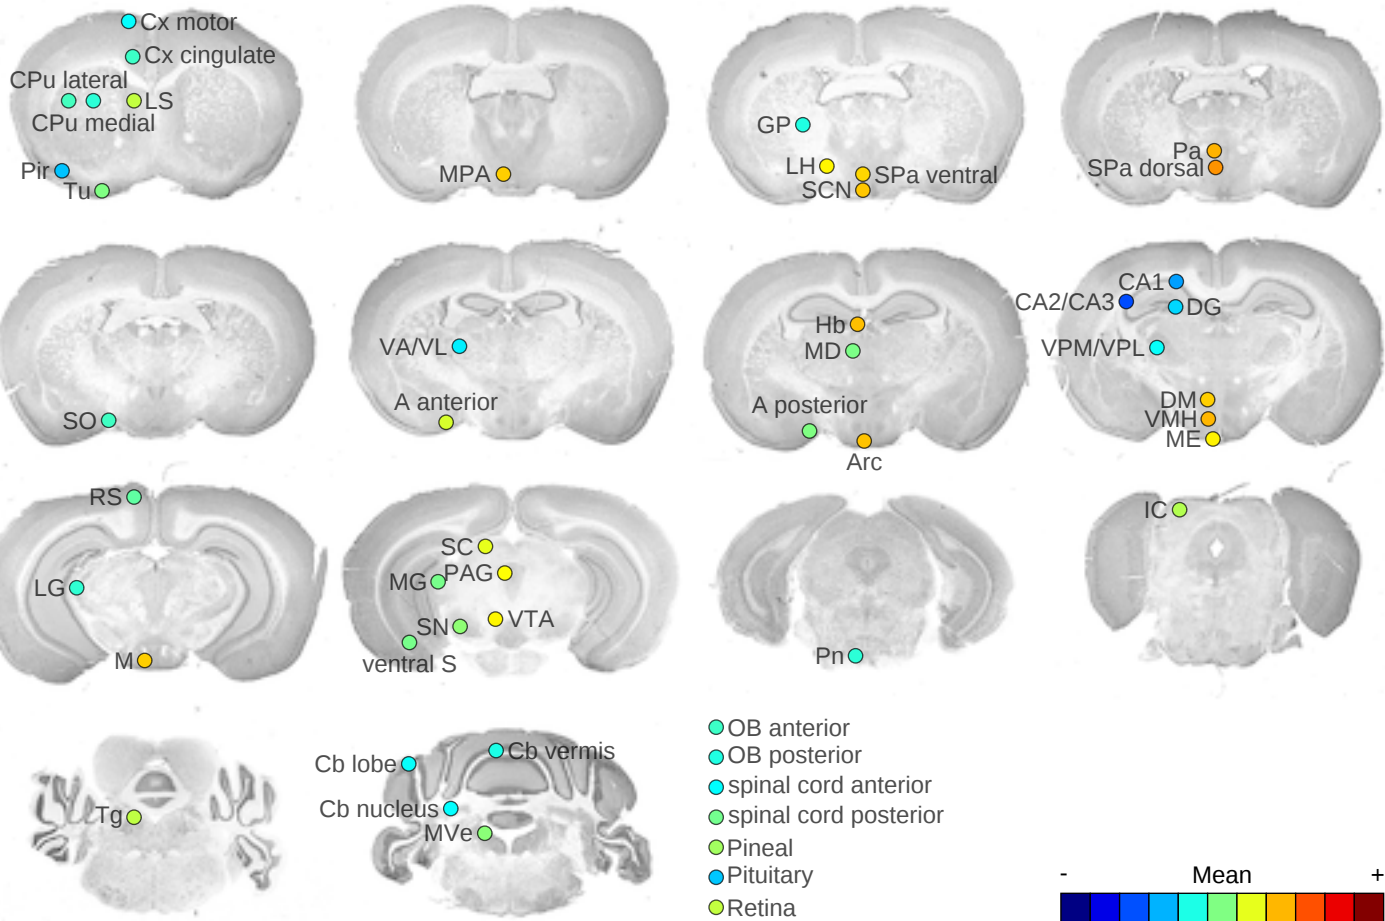 Cx motor
Cx cingulate
CPu lateral
LS
CPu medial
Pir
Tu
MPA
GP
LH
SPa ventral
SCN
Pa
SPa dorsal
SO
VA/VL
A anterior
Hb
MD
A posterior
Arc
CA1
CA2/CA3
DG
VPM/VPL
DM
VMH
ME
RS
LG
M
SC
MG
PAG
SN
VTA
ventral S
Pn
IC
Tg
Cb lobe
Cb vermis
Cb nucleus
MVe
OB anterior
OB posterior
spinal cord anterior
spinal cord posterior
Pineal
Pituitary
Retina
- Mean +